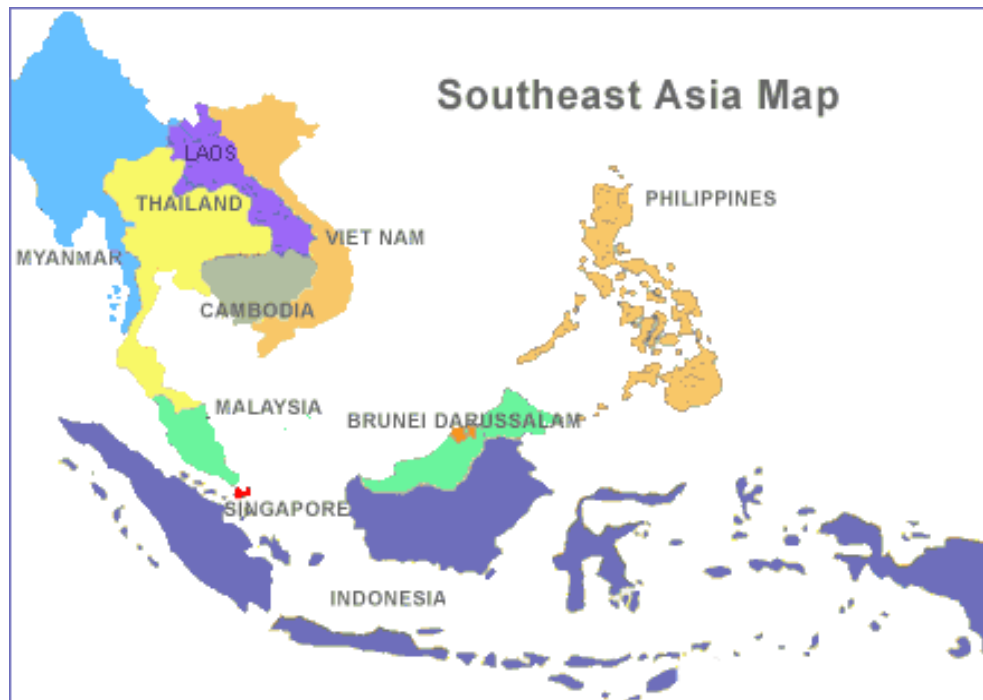 Southeast Asia Map
LAOS
THAILAND
PHILIPPINES
VIET NAM
MYANMAR
CAMBODIA
MALAYSIA
BRUNEI DARUSSALAM
SINGAPORE
INDONESIA